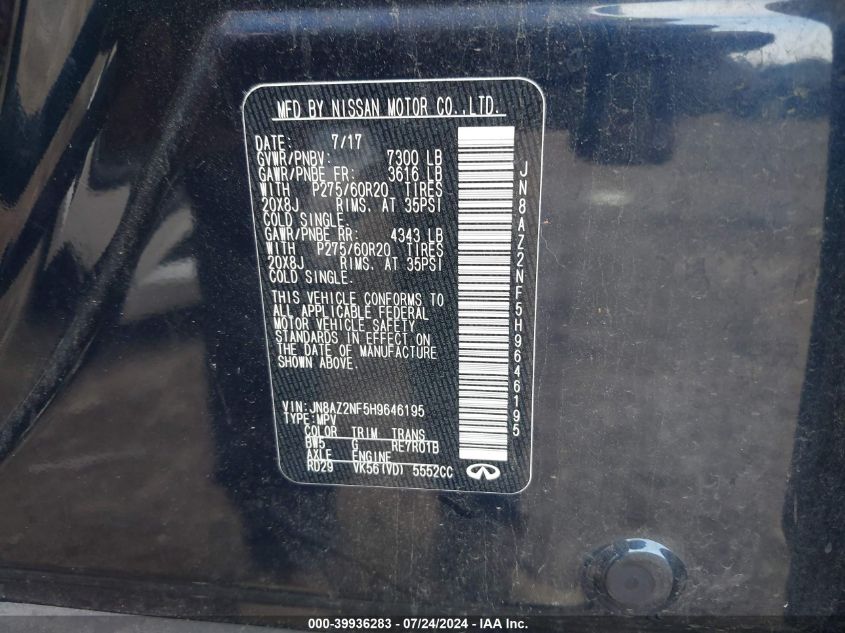 MFD BY NISSAN MOTOR CO.,LTD.
DATE: 7/17
GVWR/PNBV: 7300 LB
GAWR/PNBE FR: 3616 LB
WITH P275/60R20 TIRES
20X8J RIMS, AT 35PSI
COLD SINGLE.
GAWR/PNBE RR: 4343 LB
WITH P275/60R20 TIRES
20X8J RIMS, AT 35PSI
COLD SINGLE.
THIS VEHICLE CONFORMS TO
ALL APPLICABLE FEDERAL
MOTOR VEHICLE SAFETY
STANDARDS IN EFFECT ON
THE DATE OF MANUFACTURE
SHOWN ABOVE.
VIN: JN8AZ2NF5H9646195
TYPE: MPV
COLOR TRIM TRANS
BW5 G RE7R01B
AXLE ENGINE
RD29 VK56(VD) 5552CC
JN8AZ2NF5H9646195
000-39936283 - 07/24/2024 - IAA Inc.